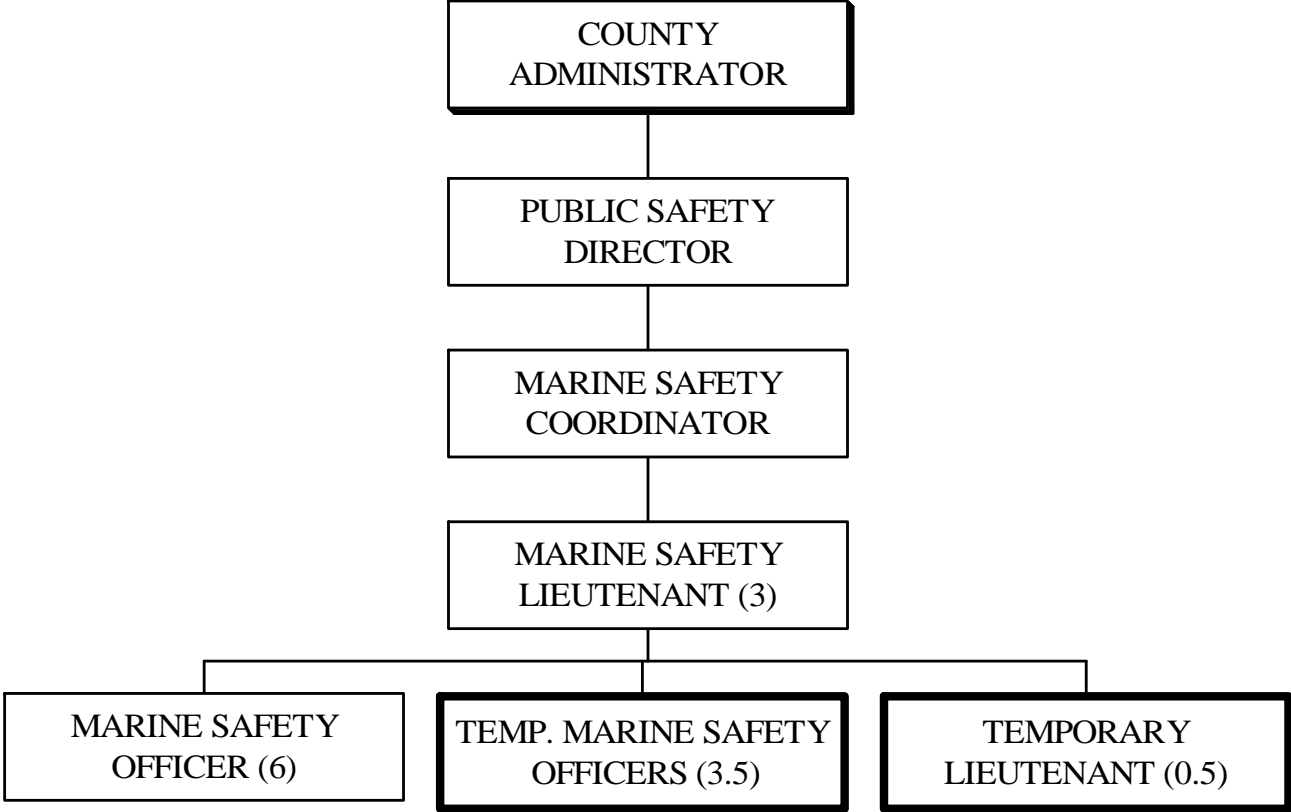 COUNTY
ADMINISTRATOR
PUBLIC SAFETY
DIRECTOR
MARINE SAFETY
COORDINATOR
MARINE SAFETY
LIEUTENANT (3)
MARINE SAFETY
OFFICER (6)
TEMP. MARINE SAFETY
OFFICERS (3.5)
TEMPORARY
LIEUTENANT (0.5)